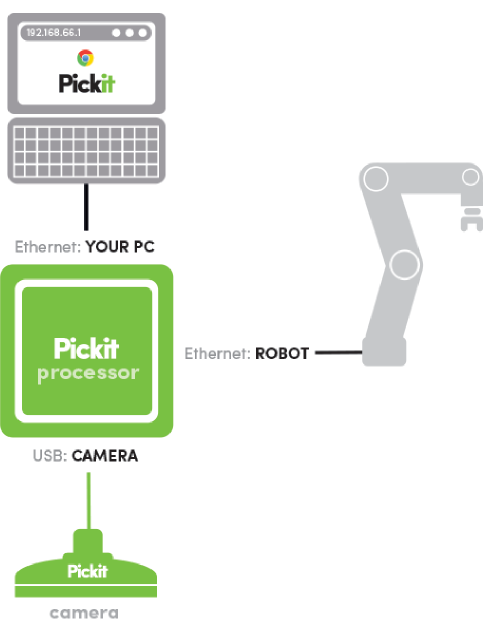 192.168.66.1
Pickit
Ethernet: YOUR PC
Pickit
processor
Ethernet: ROBOT
USB: CAMERA
Pickit
camera